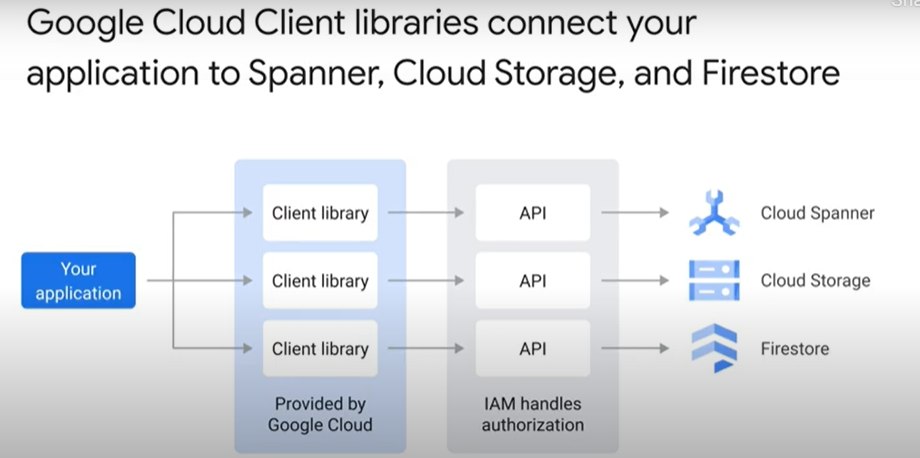 Google Cloud Client libraries connect your
application to Spanner, Cloud Storage, and Firestore
Your
application
Client library
API
Cloud Spanner
Client library
API
Cloud Storage
Client library
API
Firestore
Provided by
Google Cloud
IAM handles
authorization